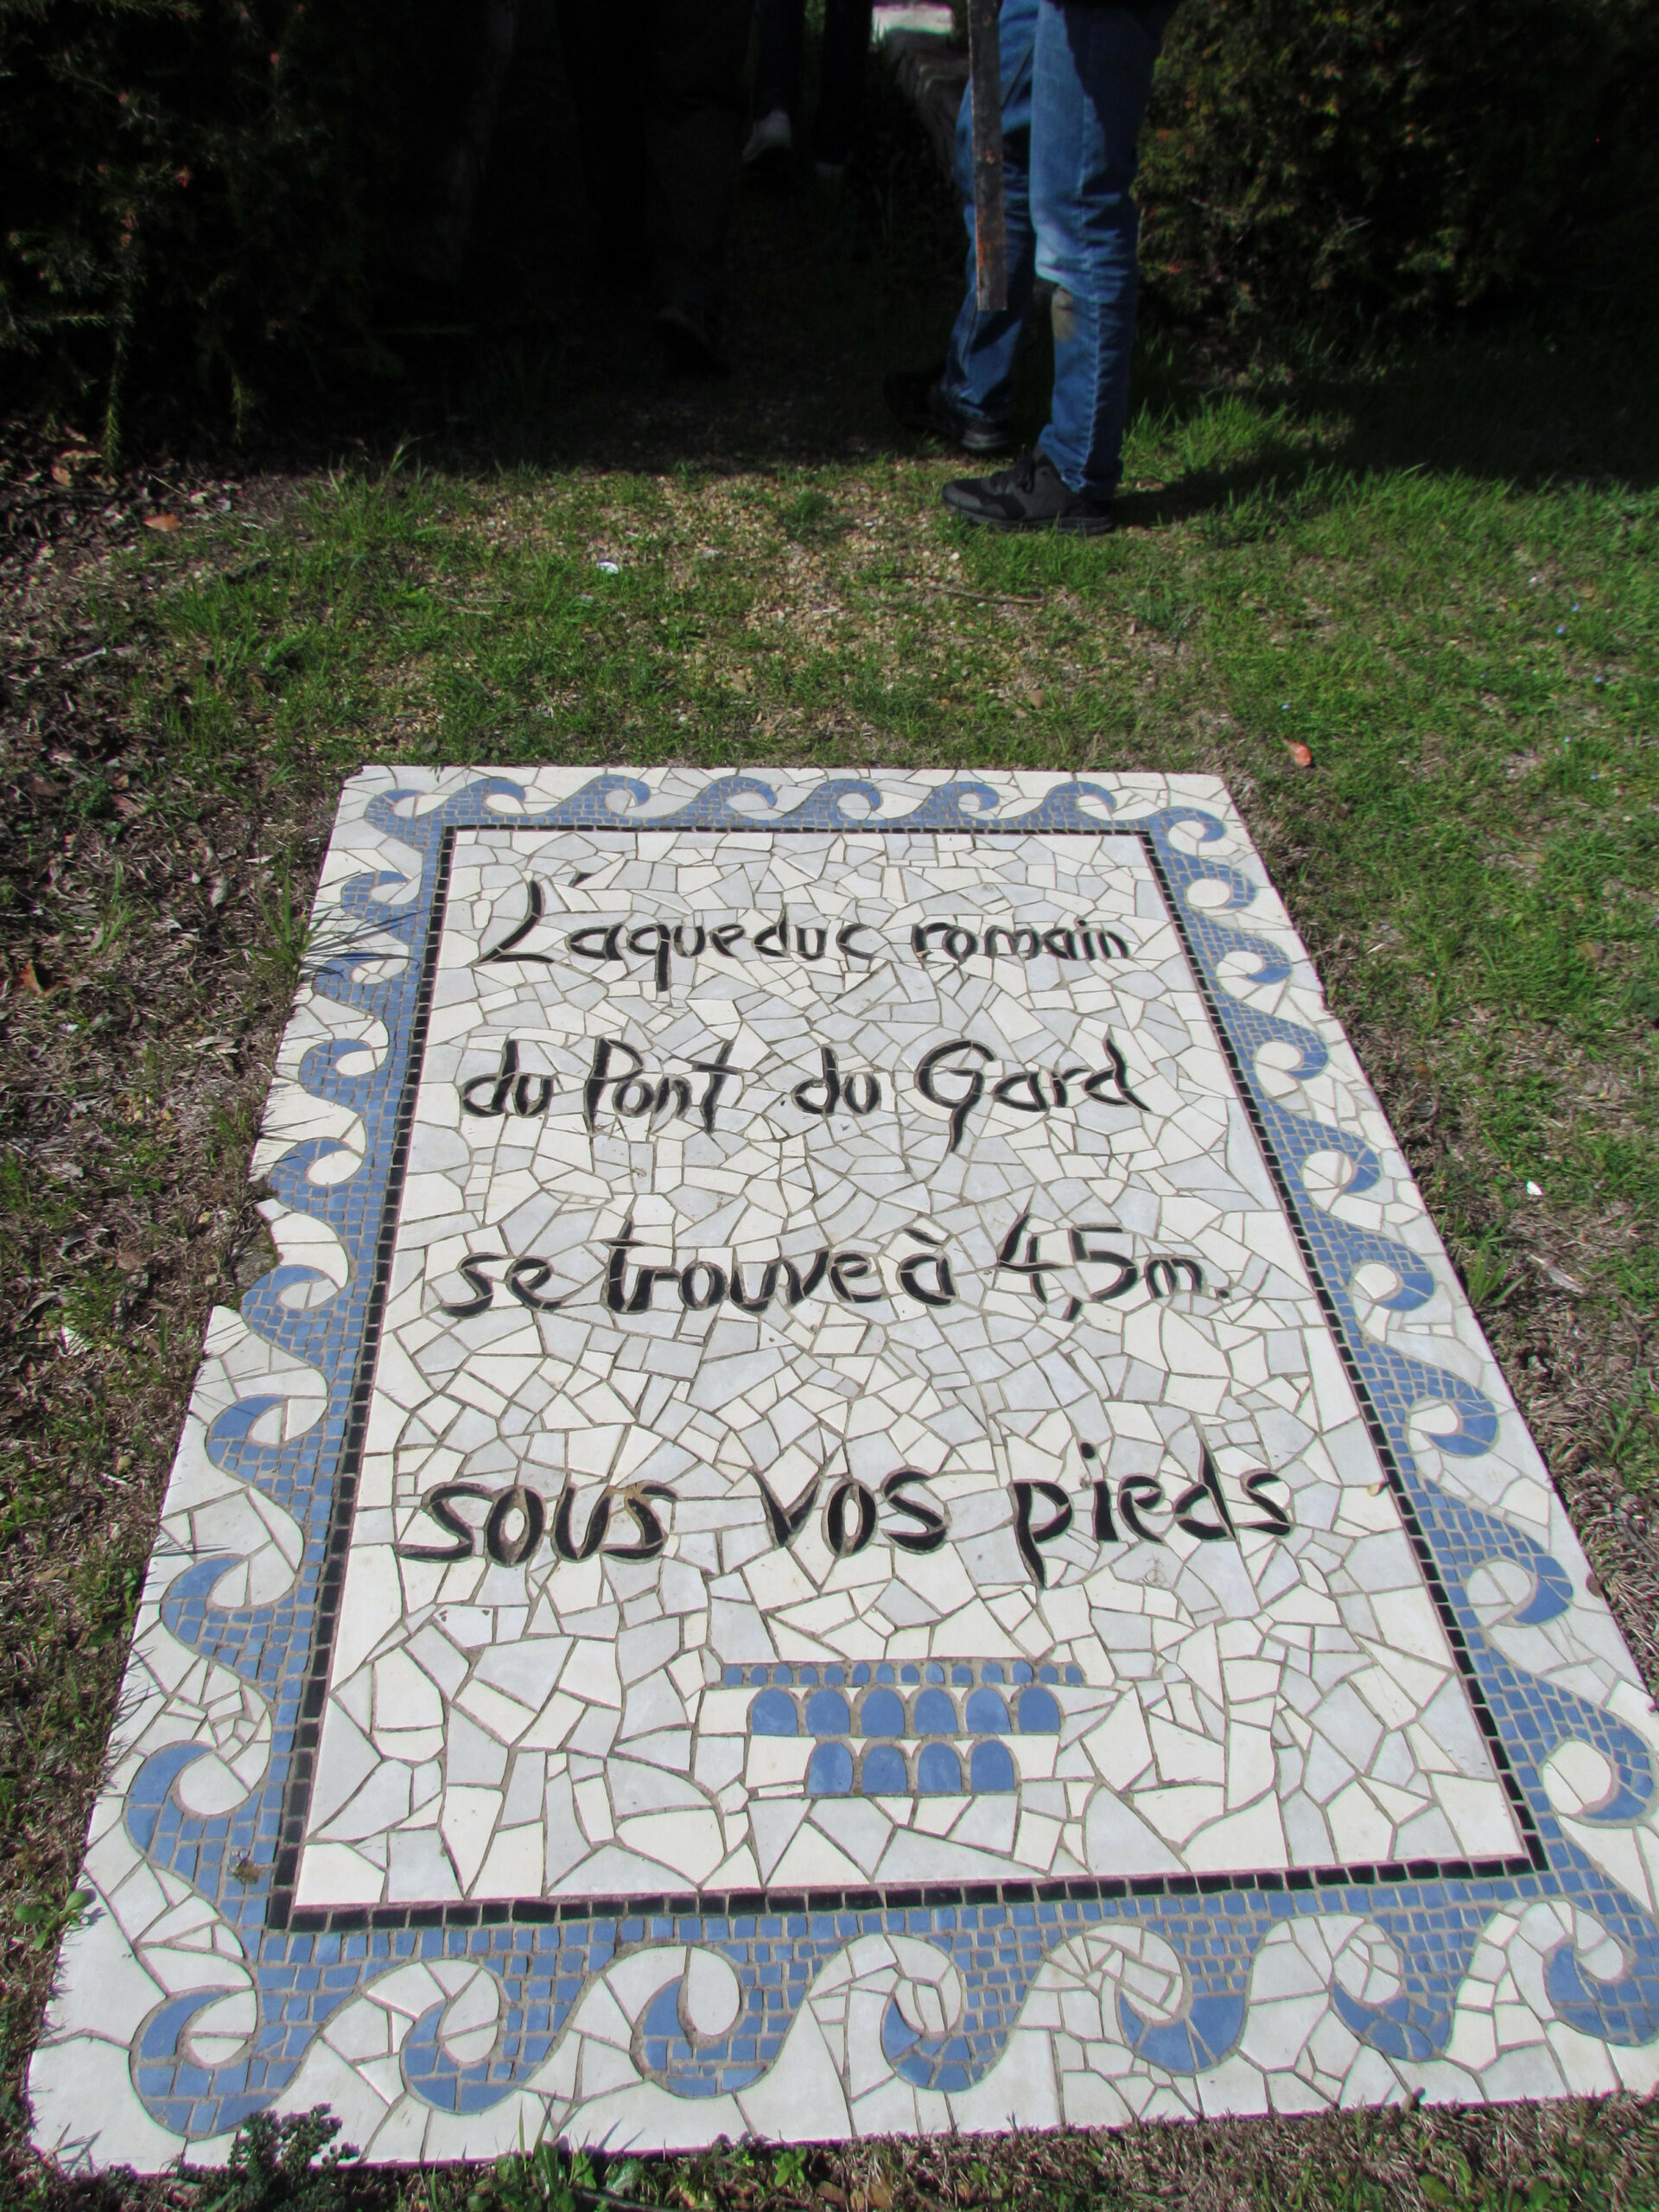 L'aqueduc romain
du Pont du Gard
se trouve à 4,5m.
sous vos pieds